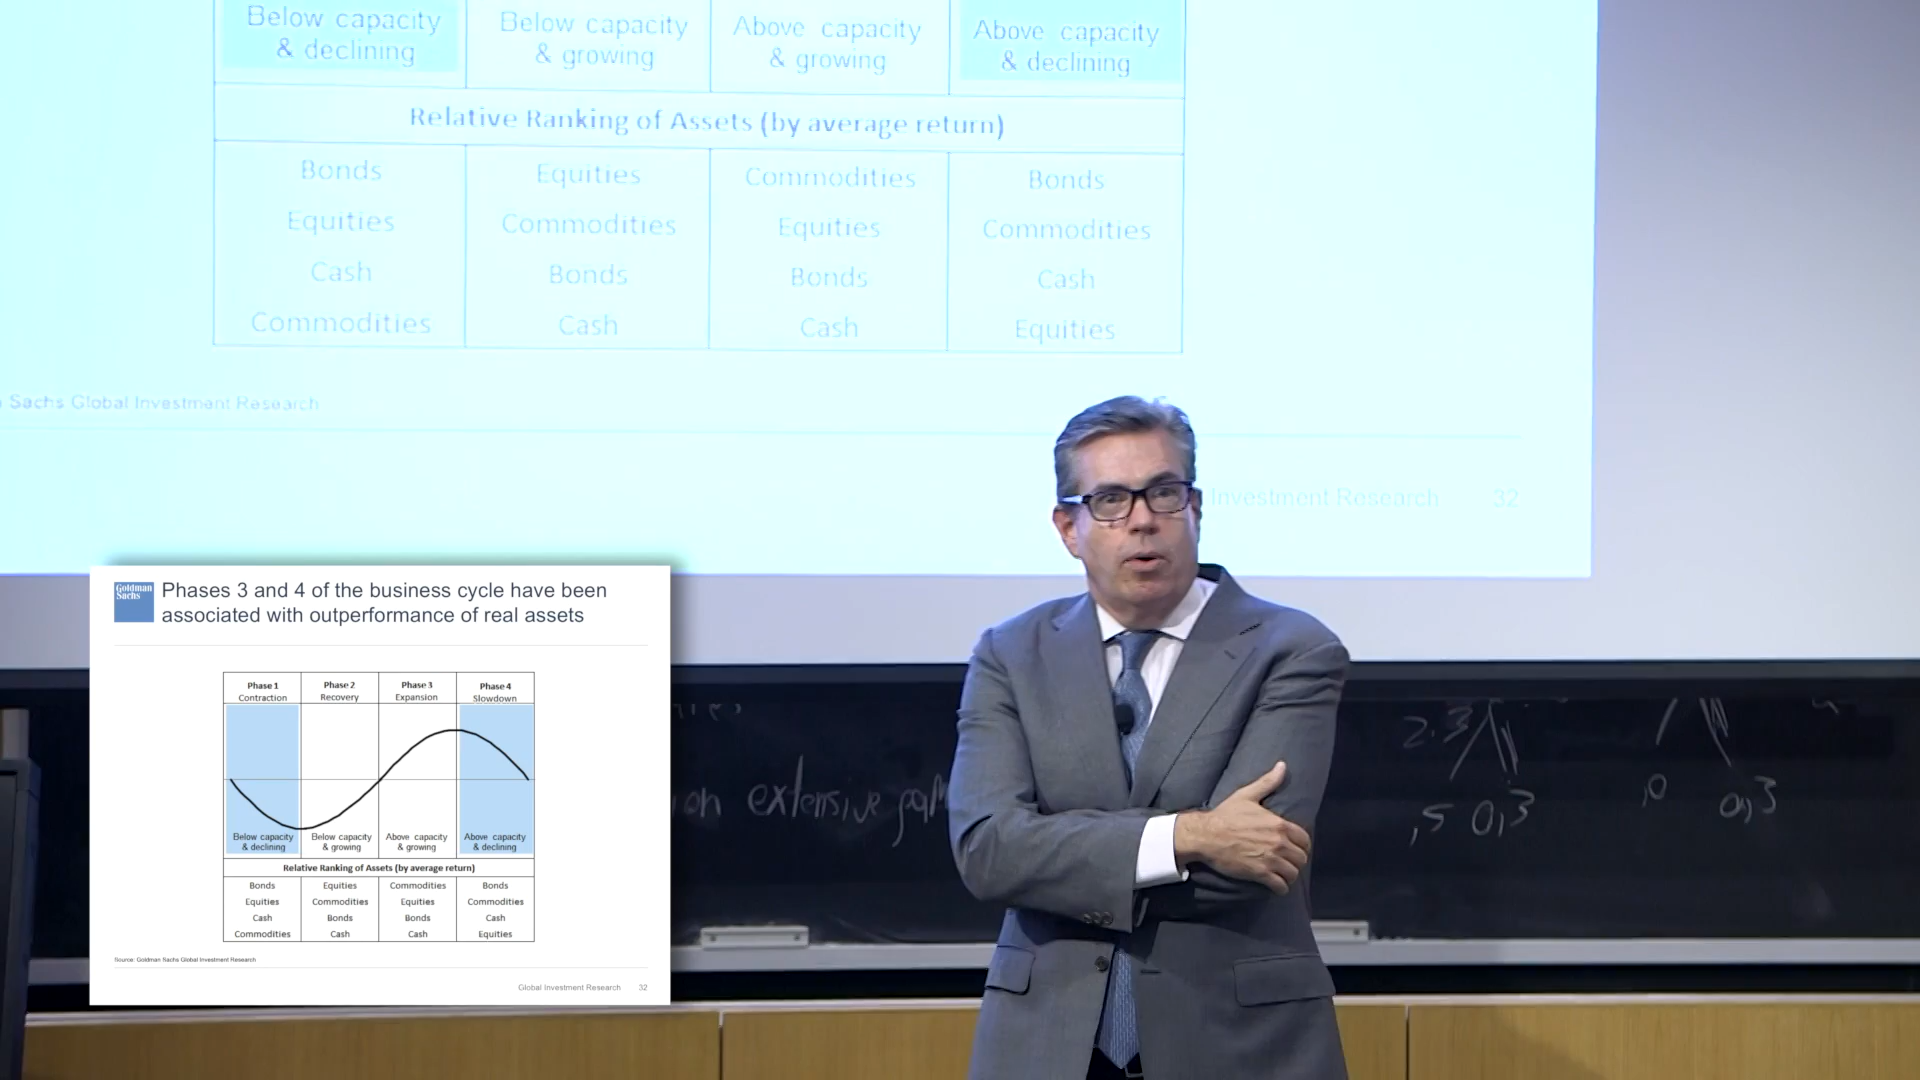 Below capacity
& declining
Below capacity
& growing
Above capacity
& growing
Above capacity
& declining
Relative Ranking of Assets (by average return)
Bonds
Equities
Commodities
Bonds
Equities
Commodities
Equities
Commodities
Cash
Bonds
Bonds
Cash
Commodities
Cash
Cash
Equities
Sachs Global Investment Research
Investment Research 32
Goldman
Sachs
Phases 3 and 4 of the business cycle have been
associated with outperformance of real assets
Phase 1
Contraction
Phase 2
Recovery
Phase 3
Expansion
Phase 4
Slowdown
Below capacity
& declining
Below capacity
& growing
Above capacity
& growing
Above capacity
& declining
Relative Ranking of Assets (by average return)
Bonds
Equities
Commodities
Bonds
Equities
Commodities
Equities
Commodities
Cash
Bonds
Bonds
Cash
Commodities
Cash
Cash
Equities
Source: Goldman Sachs Global Investment Research
Global Investment Research 32
on extensive
2.3
,5 0,3
,0 0,3